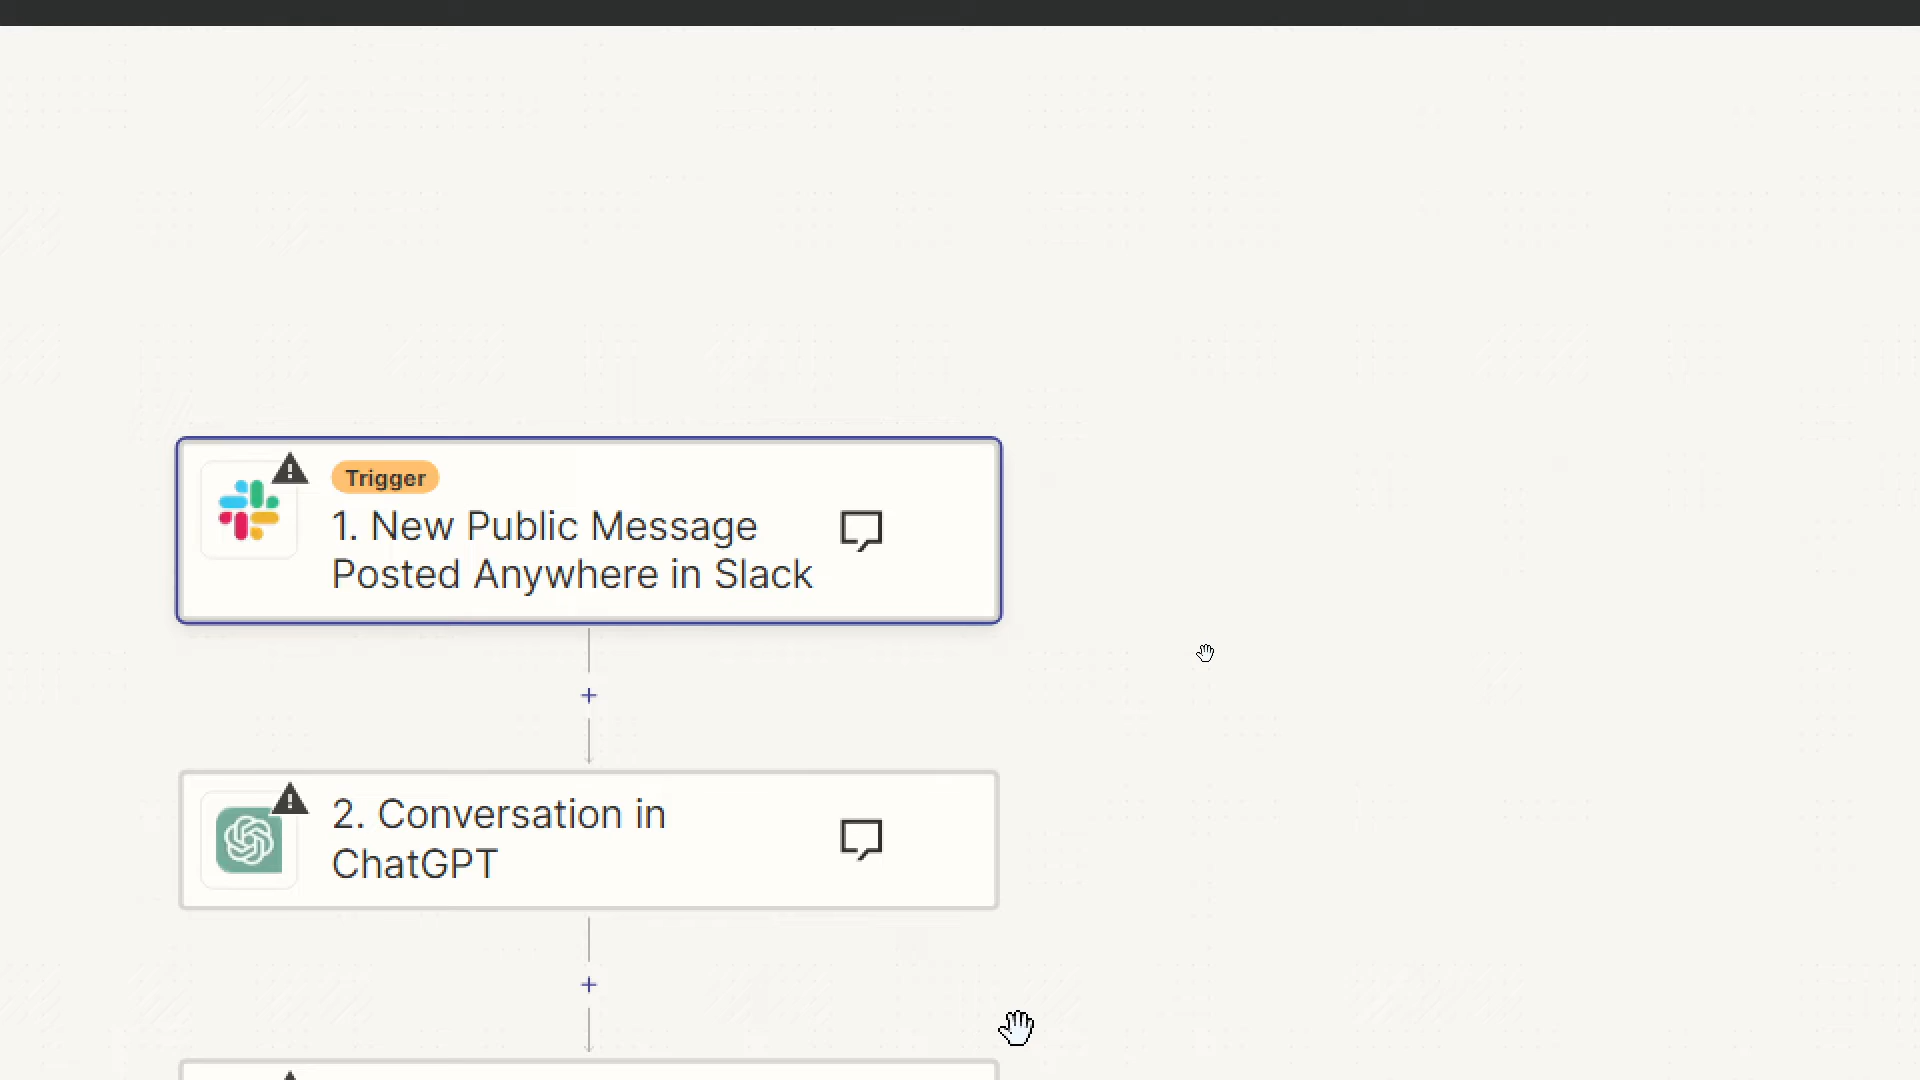 Trigger
1. New Public Message
Posted Anywhere in Slack
2. Conversation in
ChatGPT